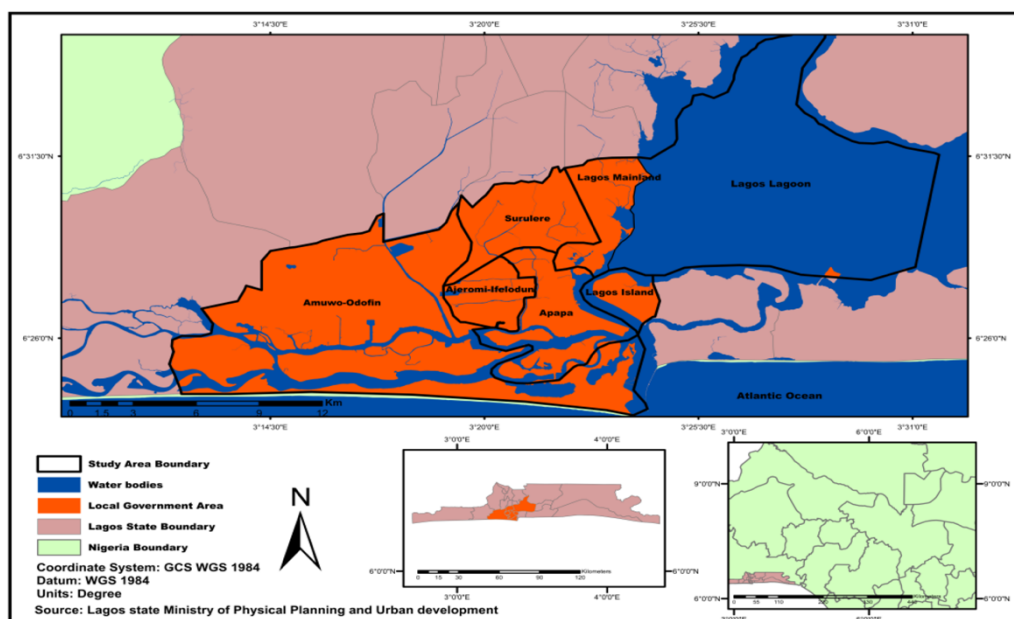 3°14'30"E 3°20'0"E 3°25'30"E 3°31'0"E
6°31'30"N 6°31'30"N
Lagos Mainland
Lagos Lagoon
Surulere
Ajeromi-Ifelodun
Lagos Island
Amuwo-Odofin
Apapa
6°26'0"N 6°26'0"N
Atlantic Ocean
Km
0 1.5 3 6 9 12
3°14'30"E 3°20'0"E 3°25'30"E 3°31'0"E
Study Area Boundary
Water bodies
Local Government Area
Lagos State Boundary
Nigeria Boundary
N
Coordinate System: GCS WGS 1984
Datum: WGS 1984
Units: Degree
Source: Lagos state Ministry of Physical Planning and Urban development
3°0'0"E 4°0'0"E
6°0'0"N 6°0'0"N
0 15 30 60 90 120
Kilometers
3°0'0"E 4°0'0"E
3°0'0"E 6°0'0"E
9°0'0"N 9°0'0"N
6°0'0"N 6°0'0"N
0 55 110